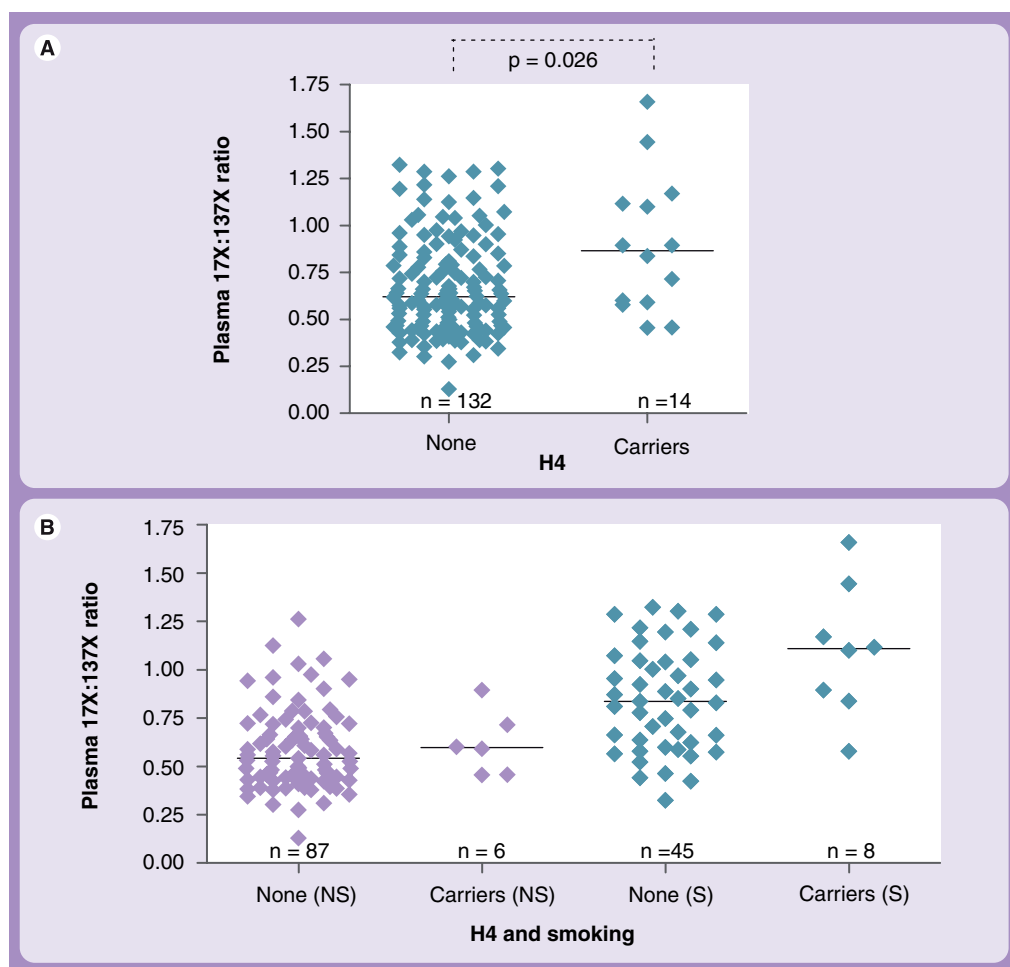 A
p = 0.026
Plasma 17X:137X ratio
1.75
1.50
1.25
1.00
0.75
0.50
0.25
0.00
n = 132
n =14
None
Carriers
H4
B
Plasma 17X:137X ratio
1.75
1.50
1.25
1.00
0.75
0.50
0.25
0.00
n = 87
n = 6
n =45
n = 8
None (NS)
Carriers (NS)
None (S)
Carriers (S)
H4 and smoking